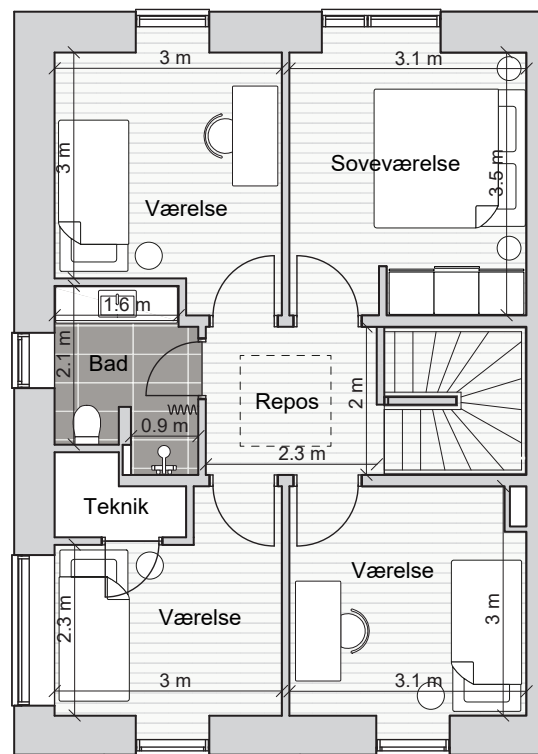 3 m
3.1 m
3 m
Værelse
Soveværelse
3.5 m
1.6 m
2.1 m
Bad
0.9 m
Repos
2 m
2.3 m
Teknik
Værelse
2.3 m
Værelse
3 m
3 m
3.1 m